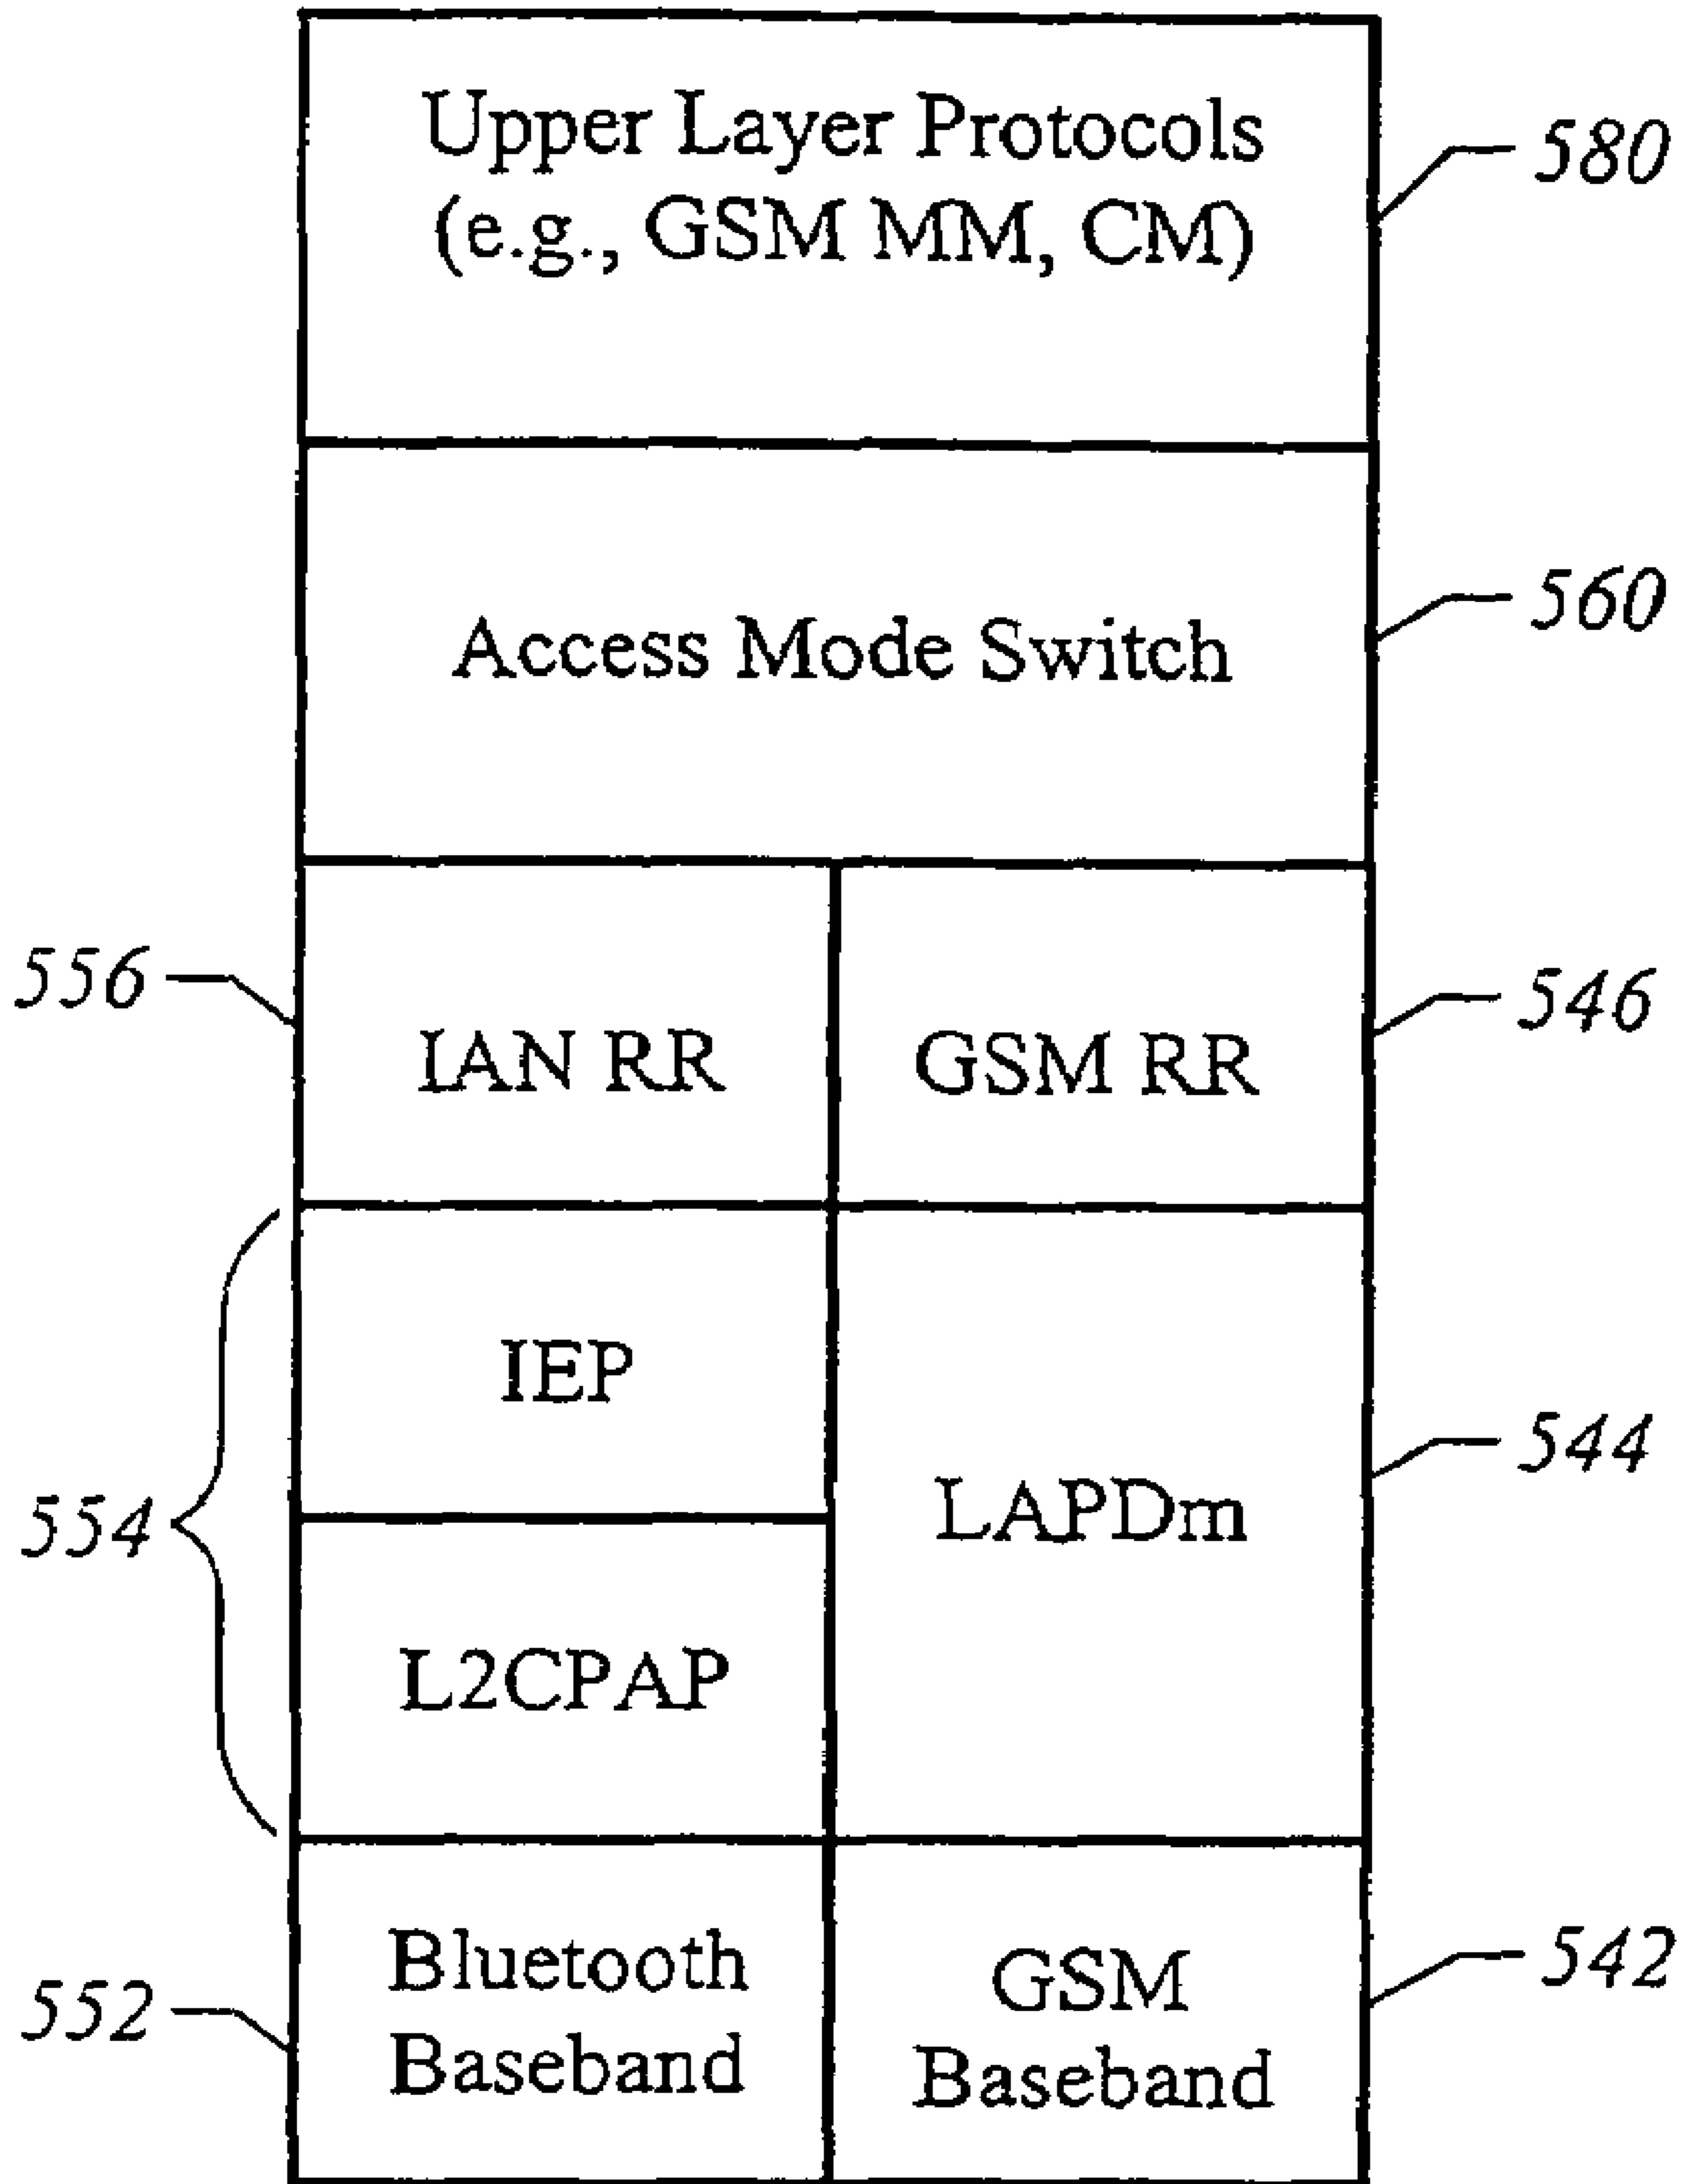 Upper Layer Protocols
(e.g., GSM MM, CM)
580
Access Mode Switch
560
556
IAN RR
GSM RR
546
IEP
554
LAPDm
544
L2CPAP
552
Bluetooth
Baseband
GSM
Baseband
542